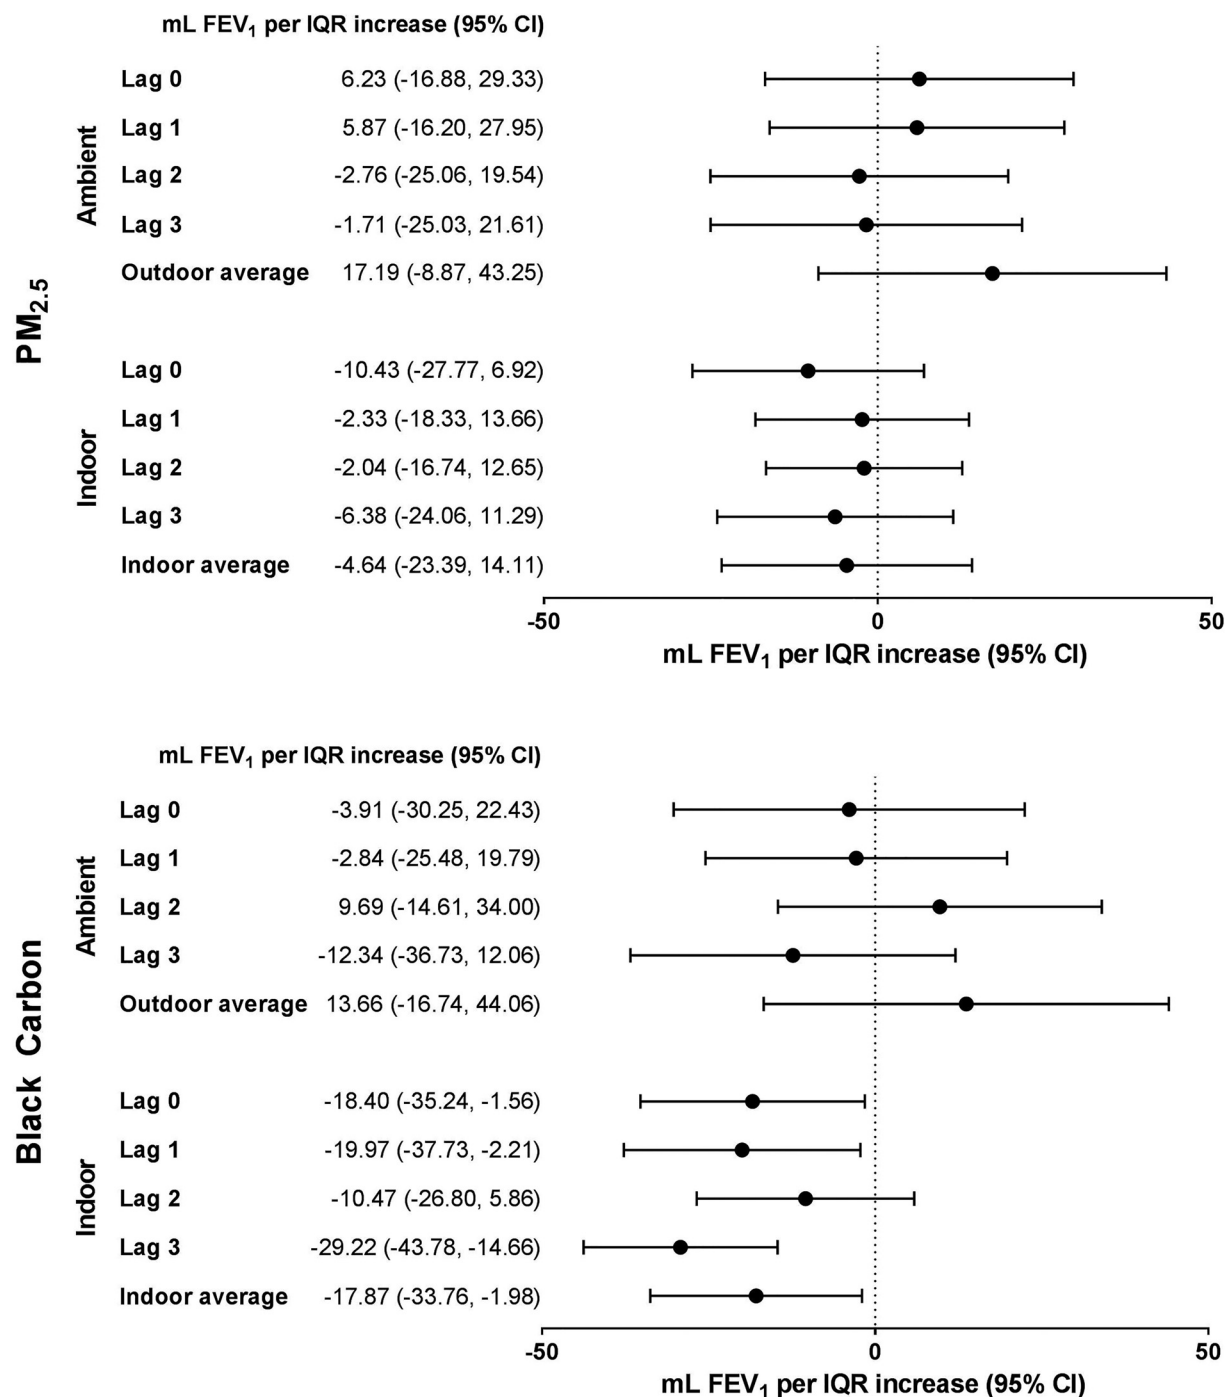 mL FEV₁ per IQR increase (95% CI)
PM₂.₅
Ambient
Lag 0 6.23 (-16.88, 29.33)
Lag 1 5.87 (-16.20, 27.95)
Lag 2 -2.76 (-25.06, 19.54)
Lag 3 -1.71 (-25.03, 21.61)
Outdoor average 17.19 (-8.87, 43.25)
Indoor
Lag 0 -10.43 (-27.77, 6.92)
Lag 1 -2.33 (-18.33, 13.66)
Lag 2 -2.04 (-16.74, 12.65)
Lag 3 -6.38 (-24.06, 11.29)
Indoor average -4.64 (-23.39, 14.11)
-50 0 50
mL FEV₁ per IQR increase (95% CI)
mL FEV₁ per IQR increase (95% CI)
Black Carbon
Ambient
Lag 0 -3.91 (-30.25, 22.43)
Lag 1 -2.84 (-25.48, 19.79)
Lag 2 9.69 (-14.61, 34.00)
Lag 3 -12.34 (-36.73, 12.06)
Outdoor average 13.66 (-16.74, 44.06)
Indoor
Lag 0 -18.40 (-35.24, -1.56)
Lag 1 -19.97 (-37.73, -2.21)
Lag 2 -10.47 (-26.80, 5.86)
Lag 3 -29.22 (-43.78, -14.66)
Indoor average -17.87 (-33.76, -1.98)
-50 0 50
mL FEV₁ per IQR increase (95% CI)